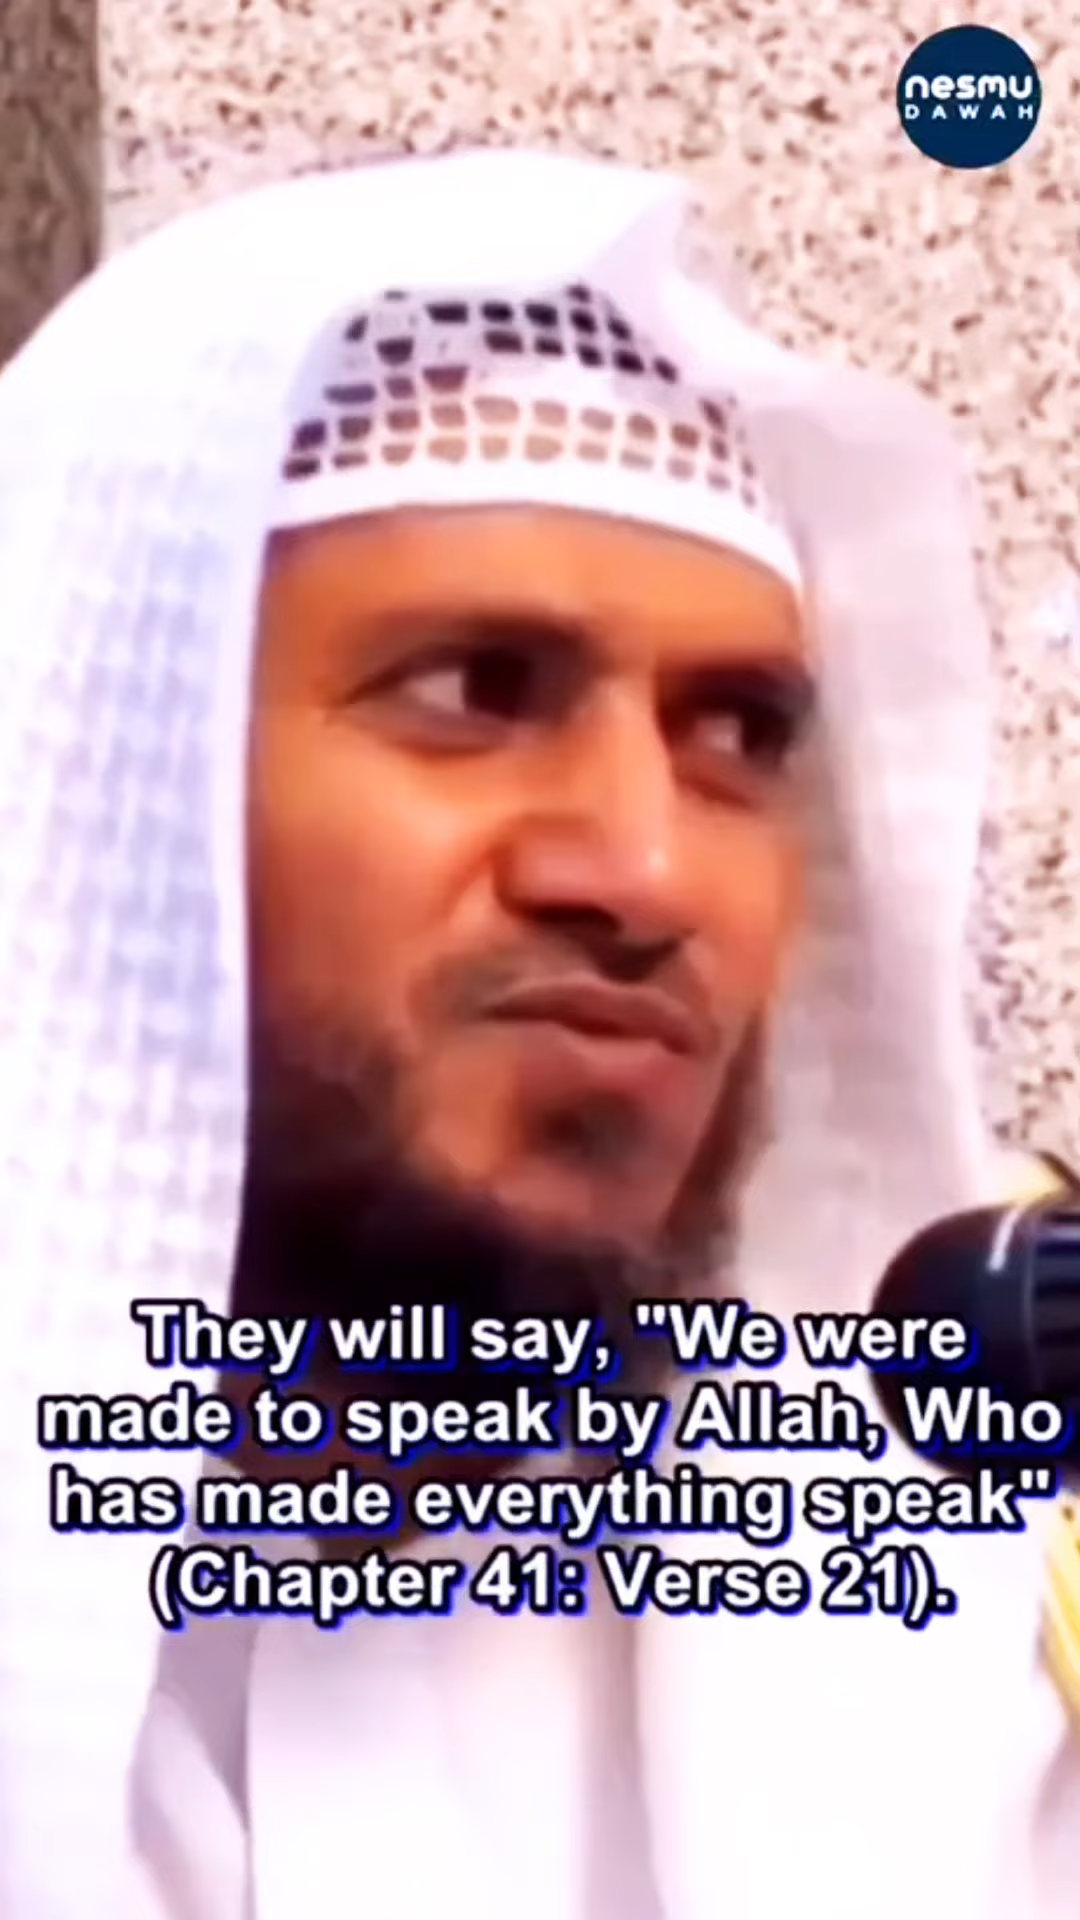 nesmu
DAWAH
They will say, "We were
made to speak by Allah, Who
has made everything speak"
(Chapter 41: Verse 21).